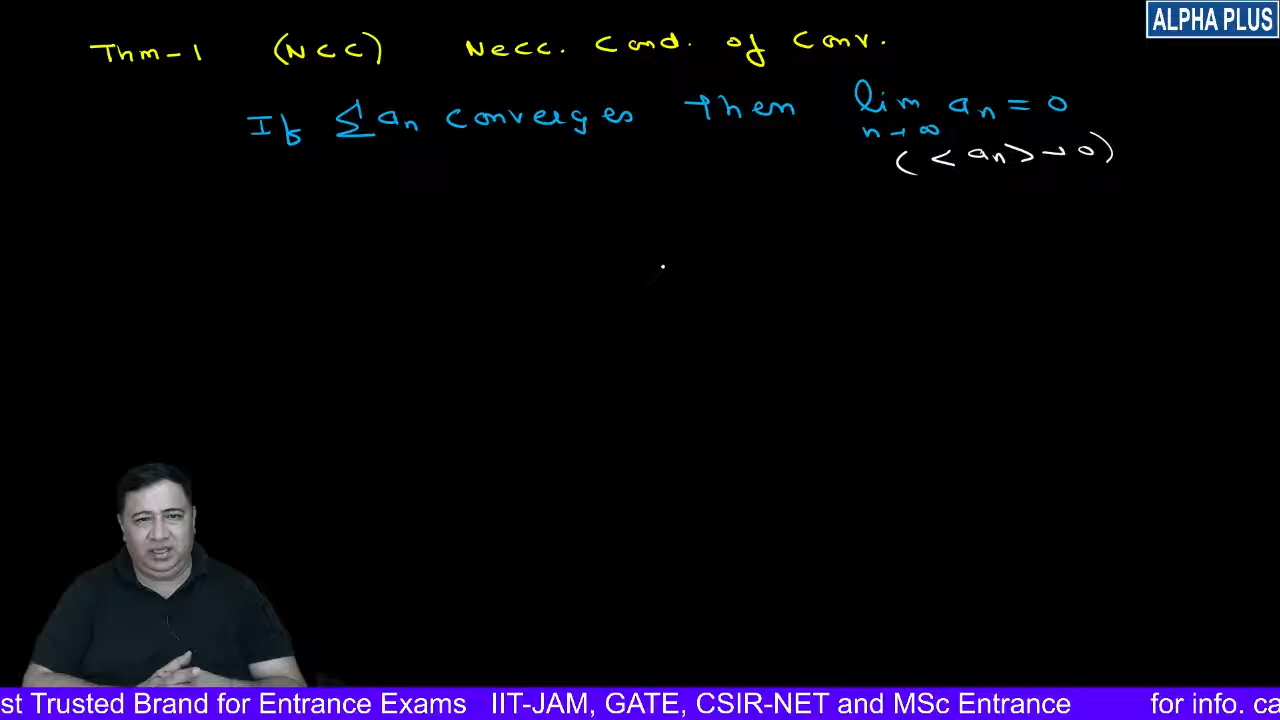 ALPHA PLUS
Thm-1 (NCC) Necc. Cond. of Conv.
If ∑an converges then lim an = 0
n→∞
(<an>→0)
st Trusted Brand for Entrance Exams IIT-JAM, GATE, CSIR-NET and MSc Entrance for info. ca